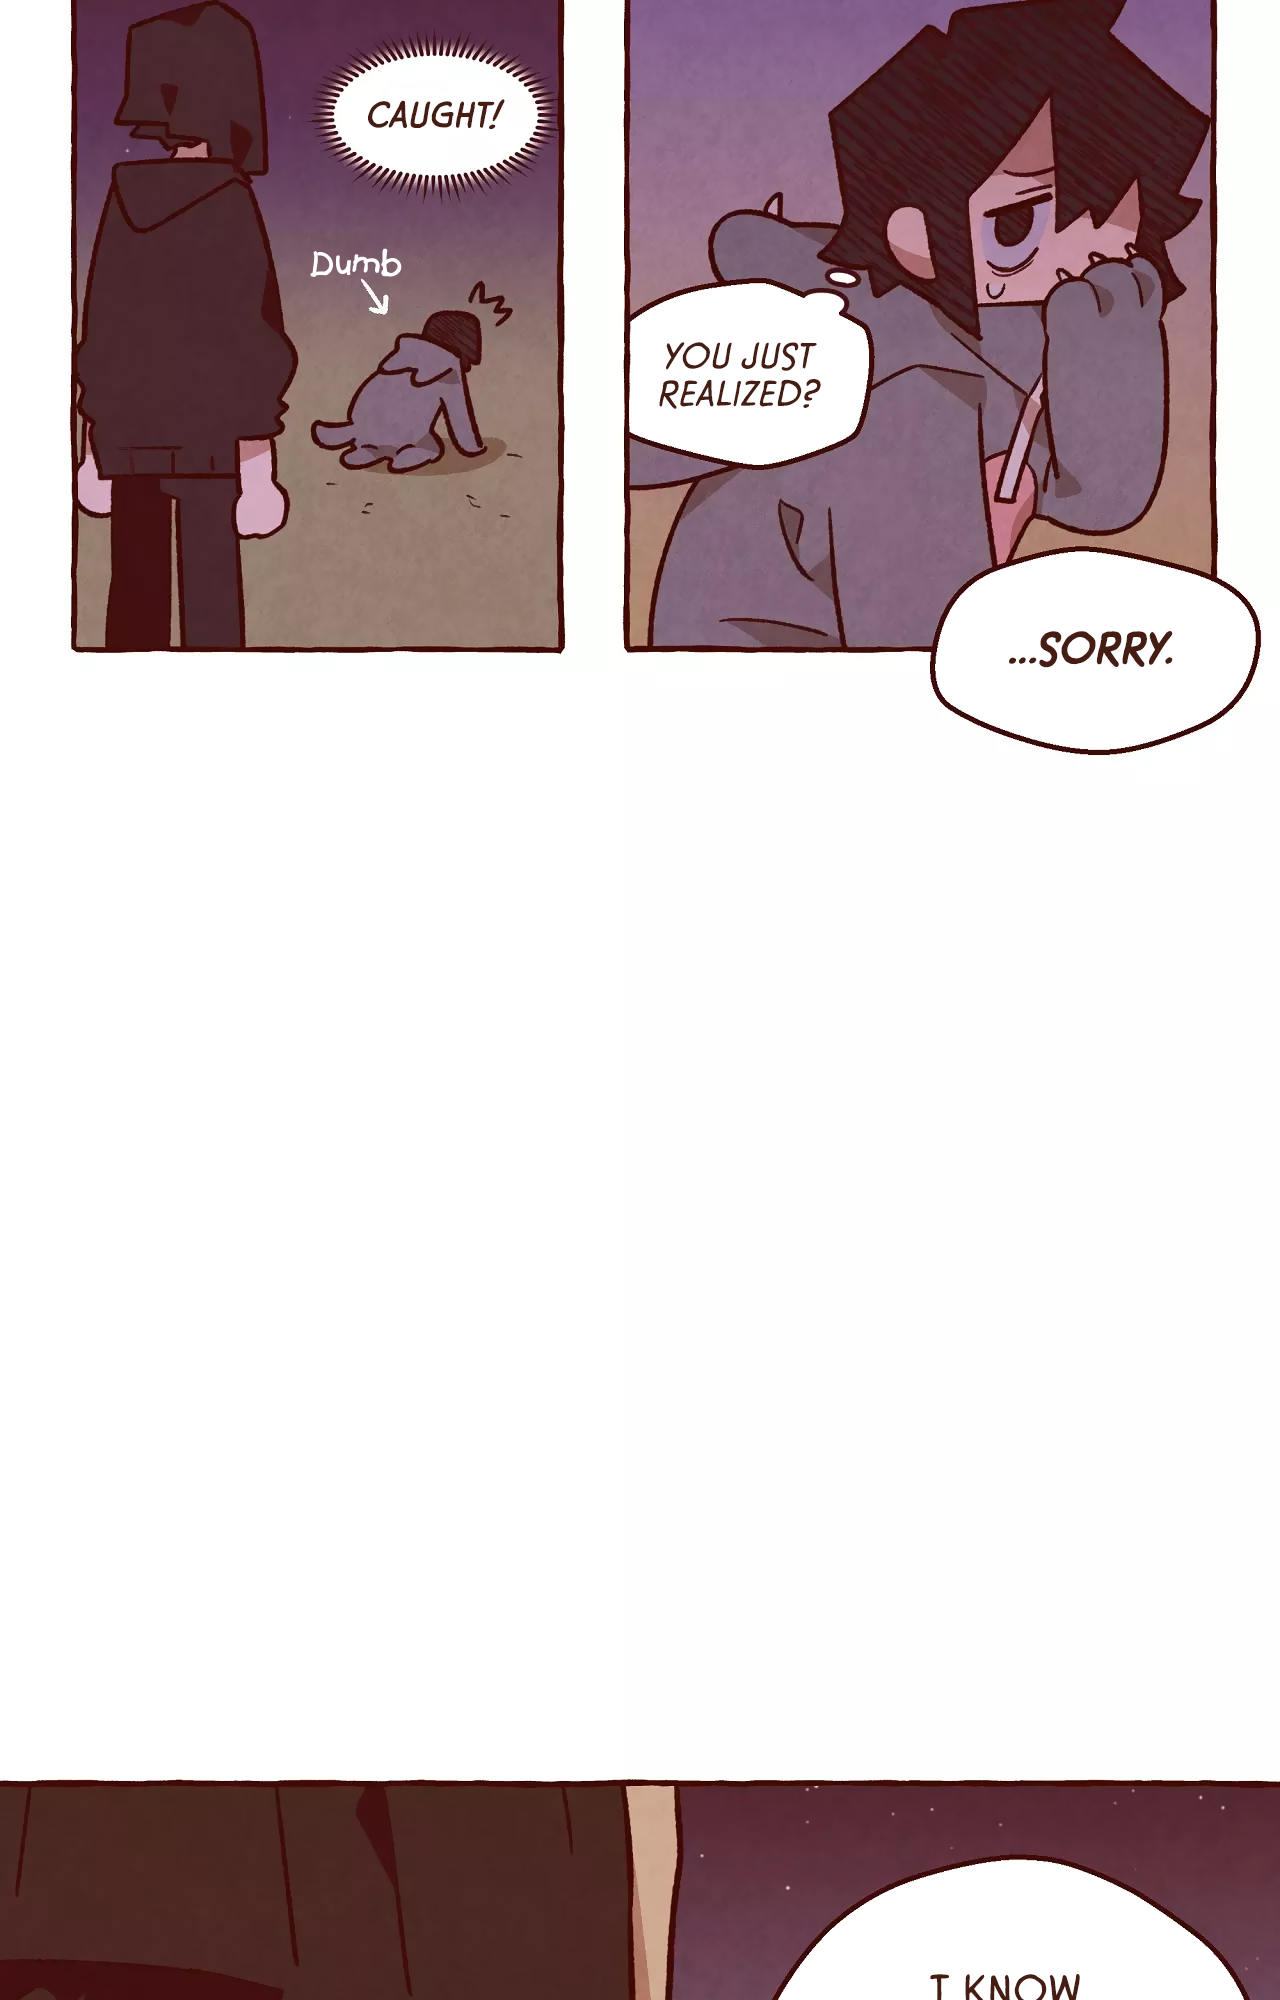 CAUGHT!
Dumb
YOU JUST
REALIZED?
...SORRY.
I KNOW